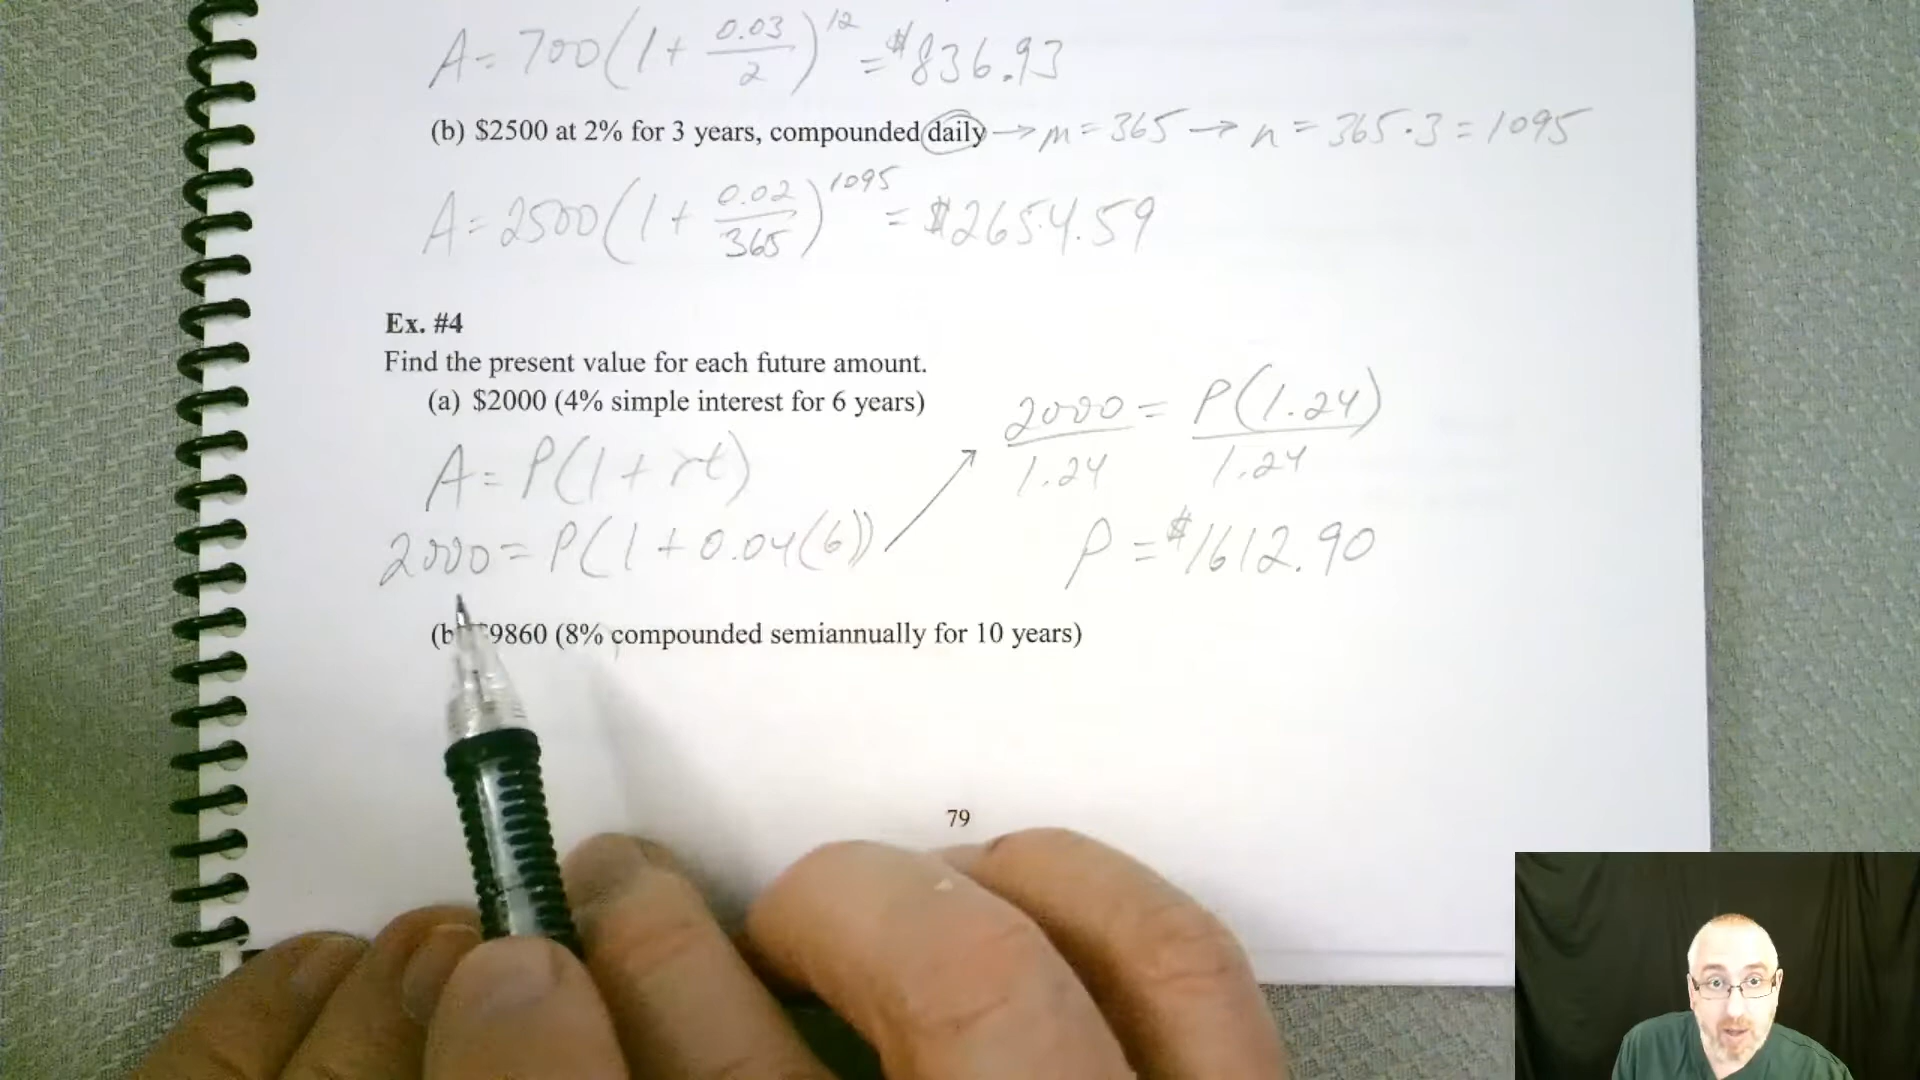 A = 700(1 + 0.03/2)^12 = $836.93
(b) $2500 at 2% for 3 years, compounded daily → m = 365 → n = 365·3 = 1095
A = 2500(1 + 0.02/365)^1095 = $2654.59
Ex. #4
Find the present value for each future amount.
(a) $2000 (4% simple interest for 6 years)
A = P(1 + rt)
2000 = P(1 + 0.04(6))
2000/1.24 = P(1.24)/1.24
P = $1612.90
(b) $9860 (8% compounded semiannually for 10 years)
79